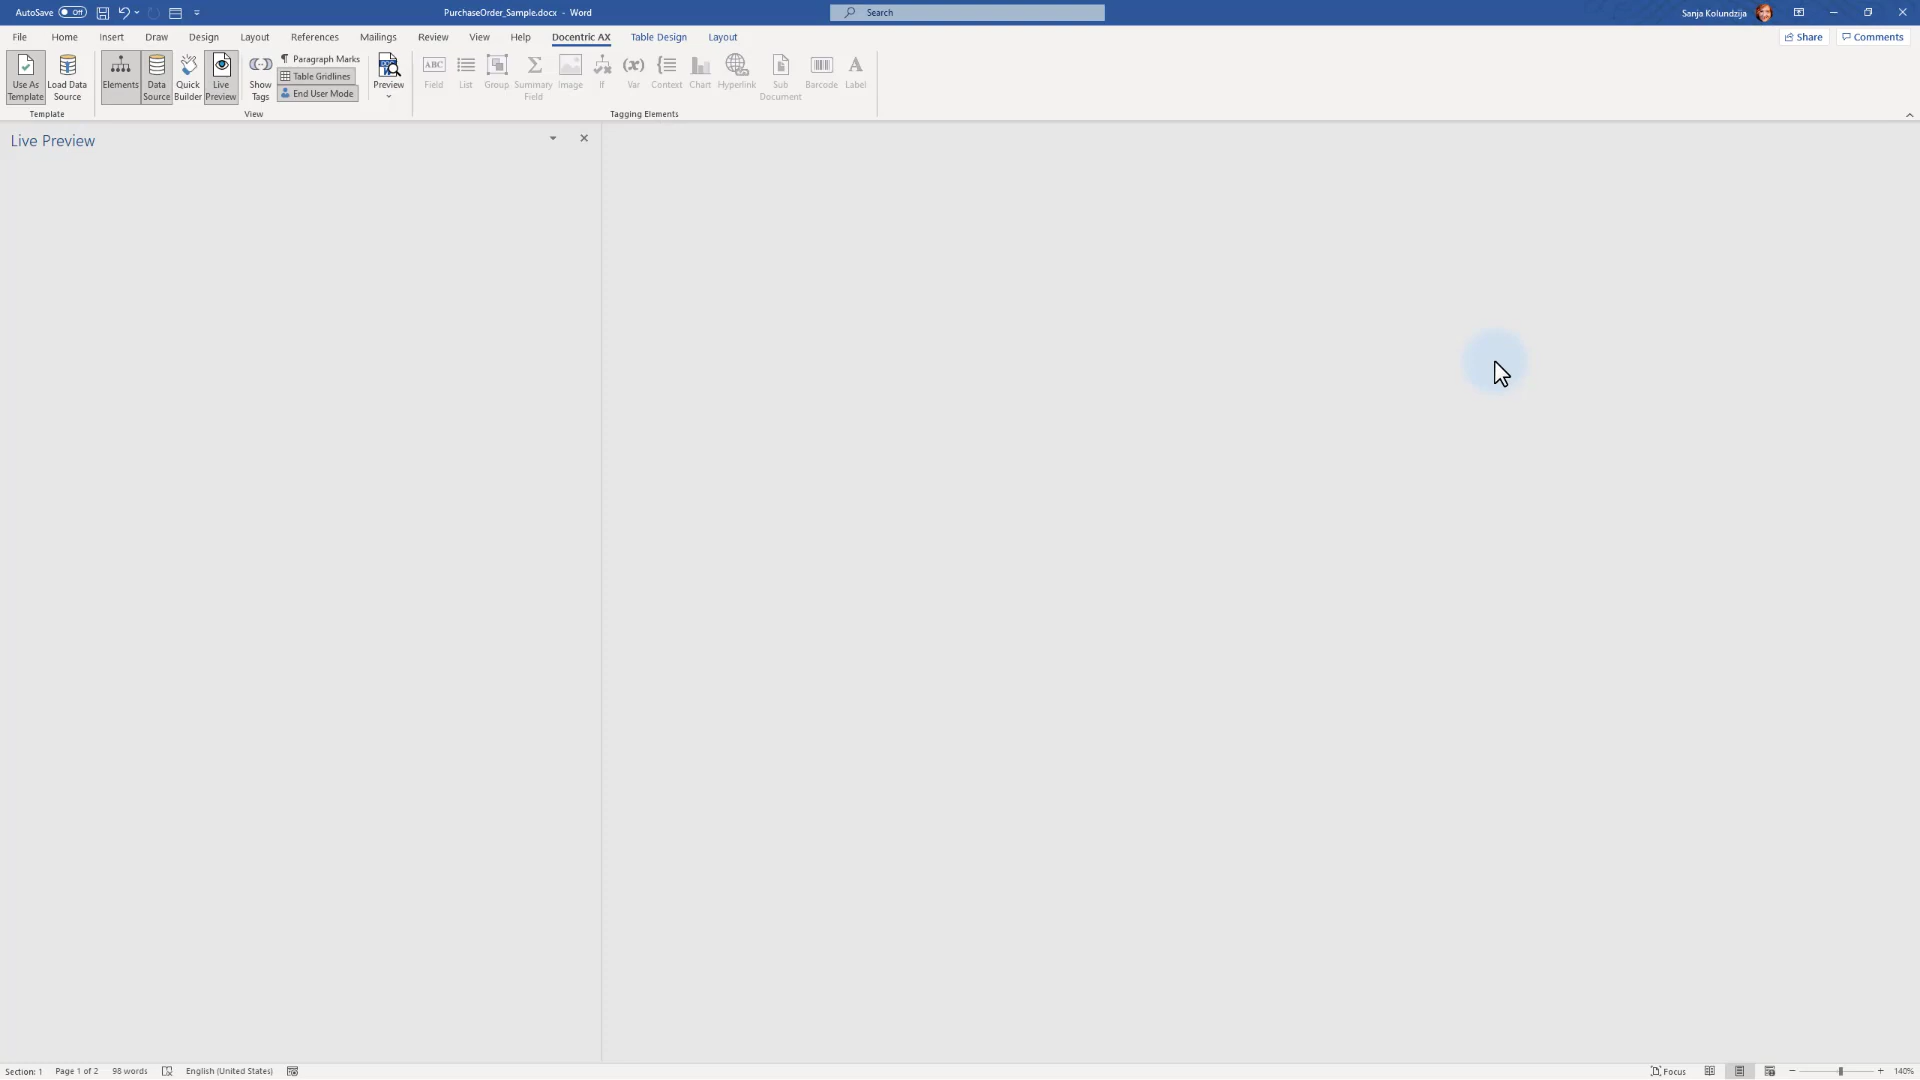 AutoSave Off PurchaseOrder_Sample.docx - Word Search Sanja Kolundzija
File Home Insert Draw Design Layout References Mailings Review View Help Docentric AX Table Design Layout Share Comments
Use As Template
Load Data Source
Template
Elements
Data Source
Quick Builder
Live Preview
Show Tags
Paragraph Marks
Table Gridlines
End User Mode
Preview
View
Field
List
Group
Summary Field
Image
If
Var
Context
Chart
Hyperlink
Sub Document
Barcode
Label
Tagging Elements
Live Preview
Section: 1 Page 1 of 2 98 words English (United States) Focus 140%